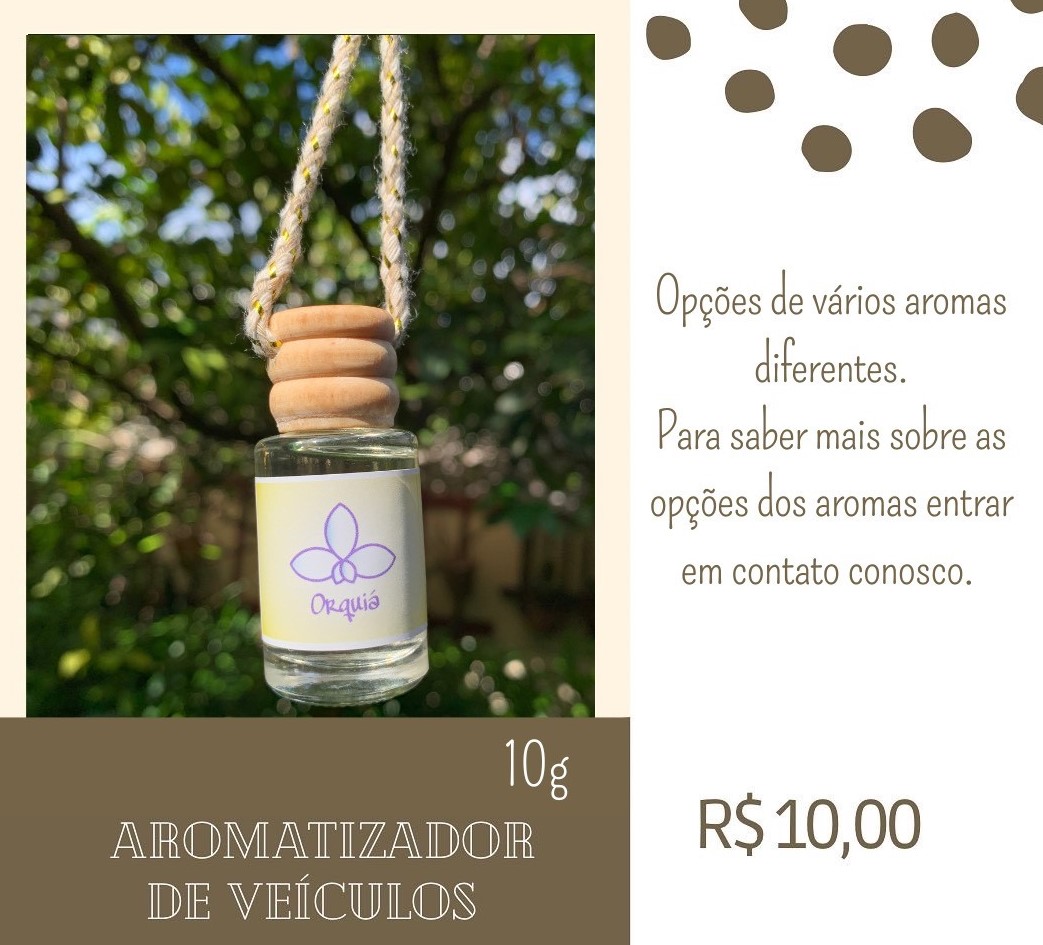 Orquiá
10g
AROMATIZADOR
DE VEÍCULOS
Opções de vários aromas
diferentes.
Para saber mais sobre as
opções dos aromas entrar
em contato conosco.
R$ 10,00